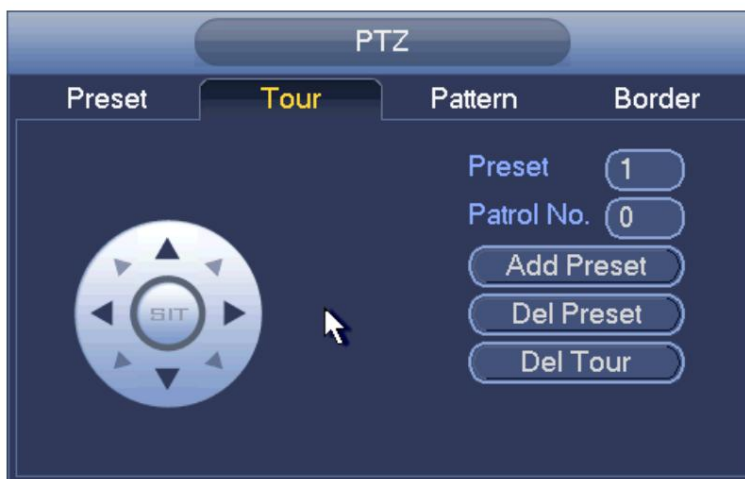 PTZ
Preset Tour Pattern Border
Preset 1
Patrol No. 0
Add Preset
SIT
Del Preset
Del Tour